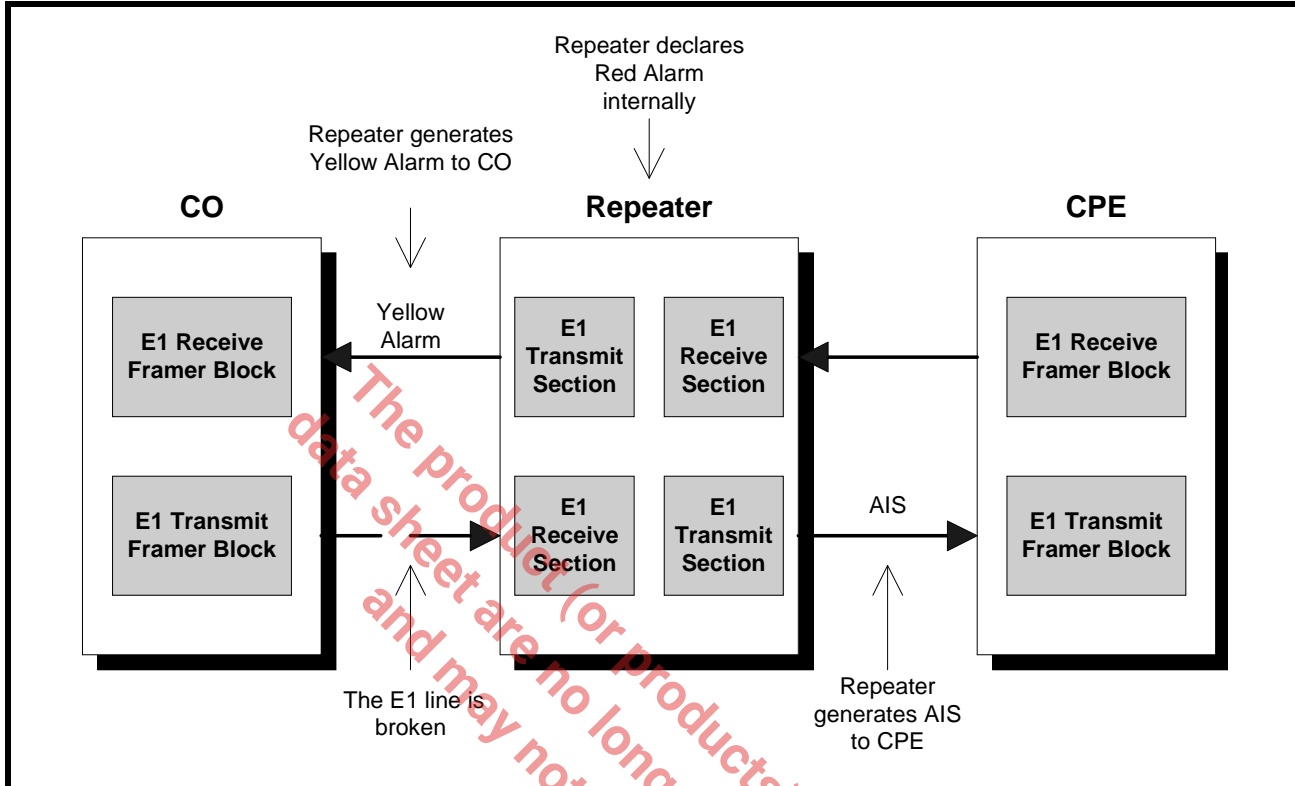 Repeater declares
Red Alarm
internally
Repeater generates
Yellow Alarm to CO
CO
Repeater
CPE
E1 Receive
Framer Block
Yellow
Alarm
E1
Transmit
Section
E1
Receive
Section
E1 Receive
Framer Block
E1 Transmit
Framer Block
E1
Receive
Section
E1
Transmit
Section
AIS
E1 Transmit
Framer Block
The E1 line is
broken
Repeater
generates AIS
to CPE
The product (or products)
data sheet are no longe
and may not